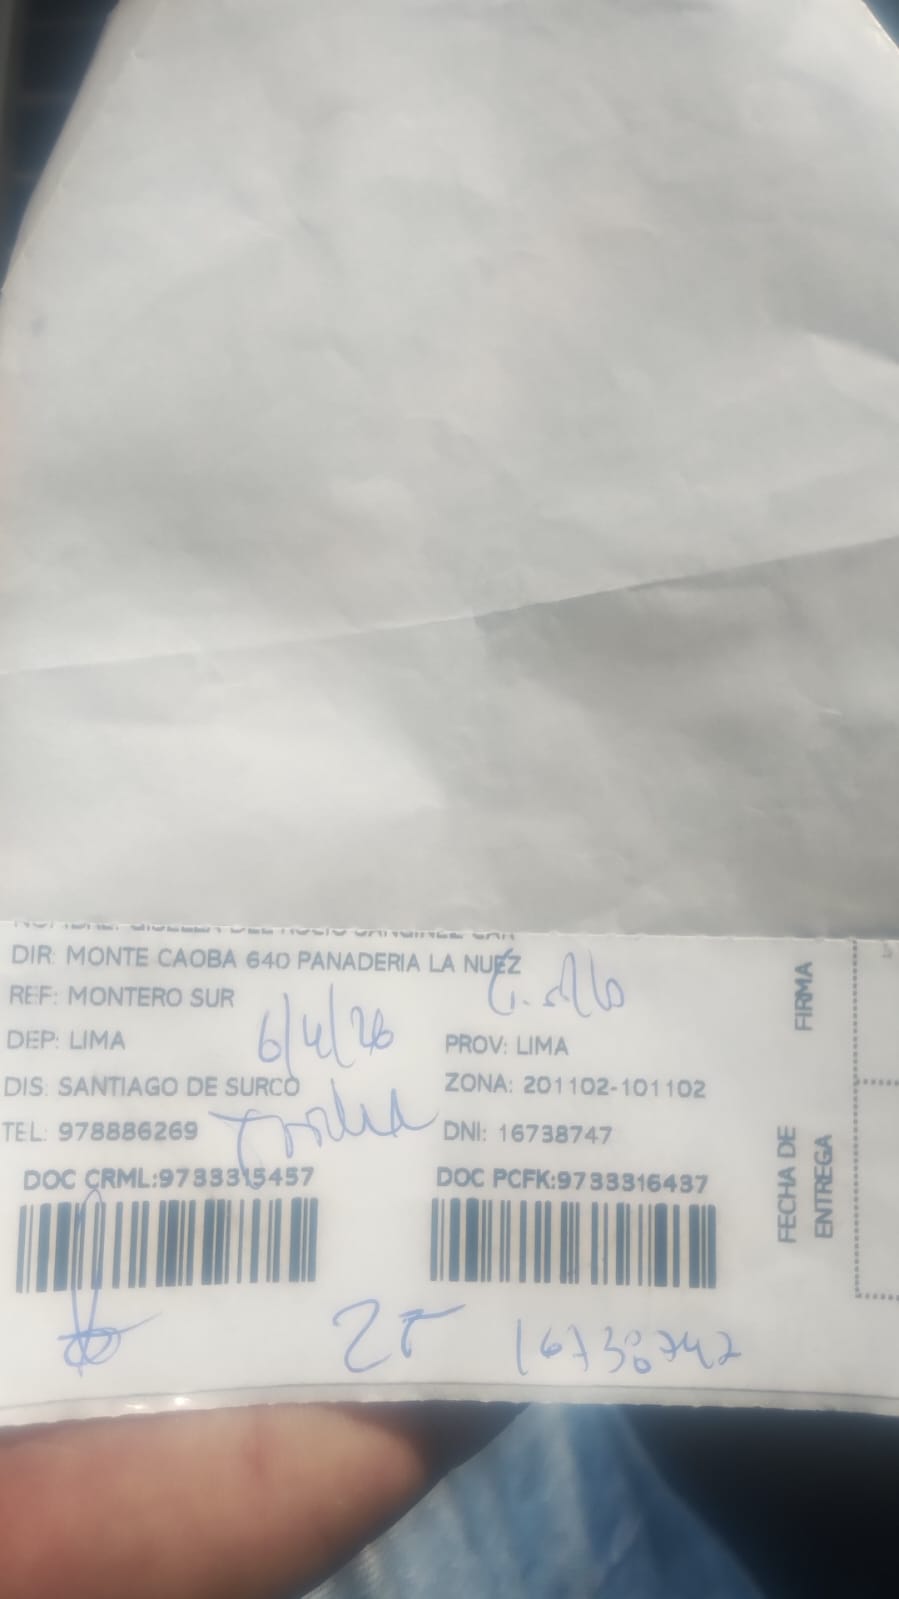 DIR: MONTE CAOBA 640 PANADERIA LA NUEZ
REF: MONTERO SUR
DEP: LIMA
6/4/26
PROV: LIMA
DIS: SANTIAGO DE SURCO
ZONA: 201102-101102
TEL: 978886269
DNI: 16738747
DOC CRML:9733315457
DOC PCFK:9733316437
16738747
FIRMA
FECHA DE
ENTREGA